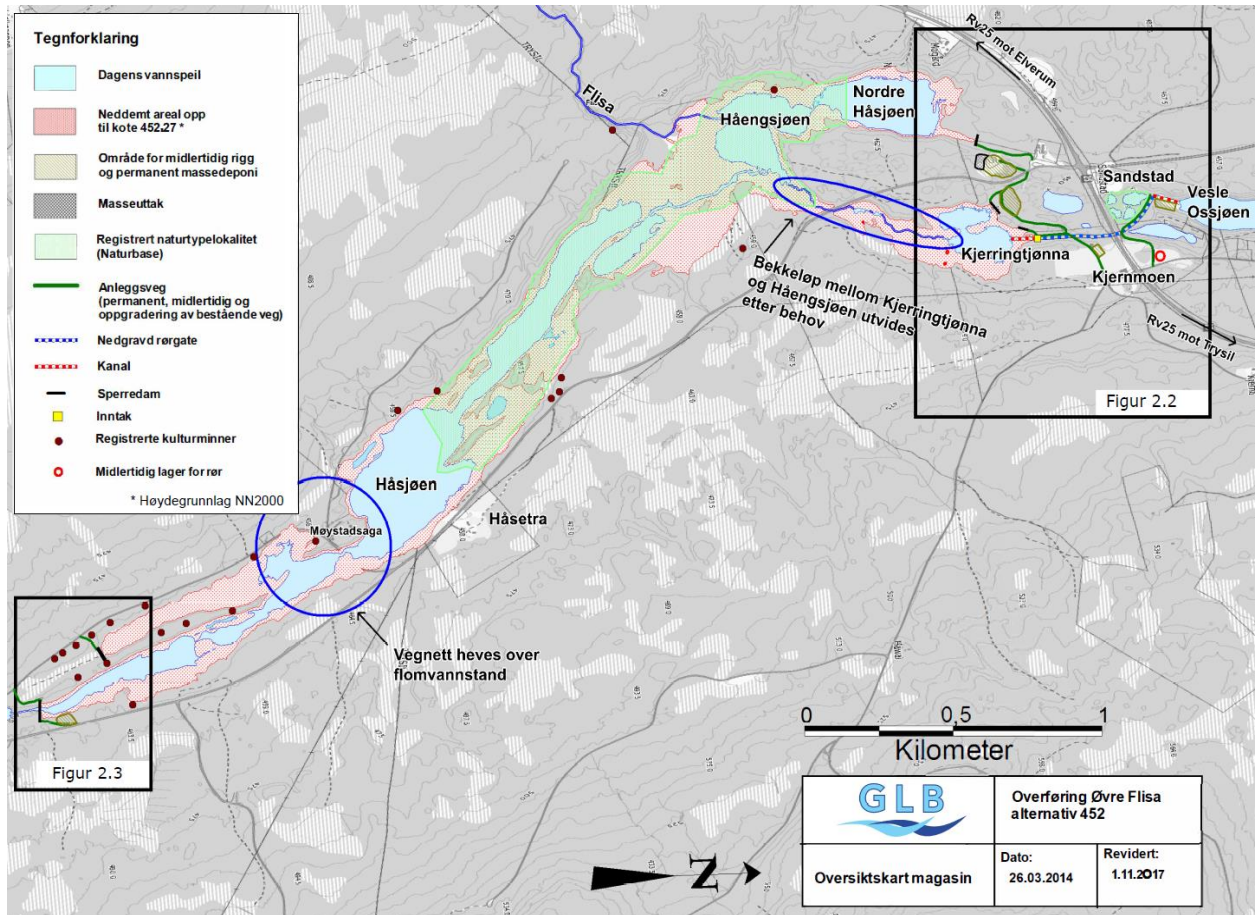 Tegnforklaring
Dagens vannspeil
Neddemt areal opp
til kote 452,27 *
Område for midlertidig rigg
og permanent massedeponi
Masseuttak
Registrert naturtypelokalitet
(Naturbase)
Anleggsveg
(permanent, midlertidig og
oppgradering av bestående veg)
Nedgravd rørgate
Kanal
Sperredam
Inntak
Registrerte kulturminner
Midlertidig lager for rør
* Høydegrunnlag NN2000
Flisa
Håengsjøen
Nordre
Håsjøen
Rv25 mot Elverum
Sandstad
Vesle
Ossjøen
Kjerringtjønna
Kjernmoen
Bekkeløp mellom Kjerringtjønna
og Håengsjøen utvides
etter behov
Rv25 mot Trysil
Figur 2.2
Håsjøen
Håsetra
Møystadsaga
Vegnett heves over
flomvannstand
Figur 2.3
0
0,5
1
Kilometer
N
GLB
Overføring Øvre Flisa
alternativ 452
Oversiktskart magasin
Dato:
26.03.2014
Revidert:
1.11.2017